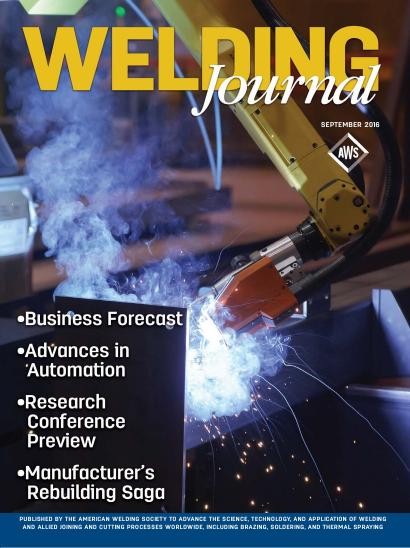 WELDING
Journal
SEPTEMBER 2016
AWS
•Business Forecast
•Advances in
Automation
•Research
Conference
Preview
•Manufacturer's
Rebuilding Saga
PUBLISHED BY THE AMERICAN WELDING SOCIETY TO ADVANCE THE SCIENCE, TECHNOLOGY, AND APPLICATION OF WELDING
AND ALLIED JOINING AND CUTTING PROCESSES WORLDWIDE, INCLUDING BRAZING, SOLDERING, AND THERMAL SPRAYING